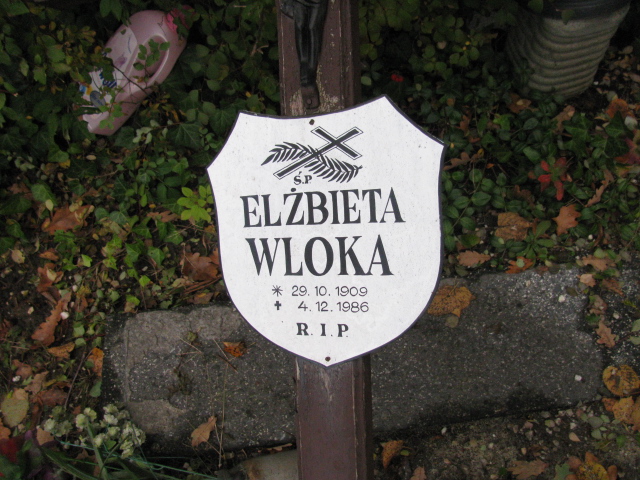 Ś.P
ELŻBIETA
WLOKA
* 29. 10. 1909
✝ 4. 12. 1986
R. I. P.